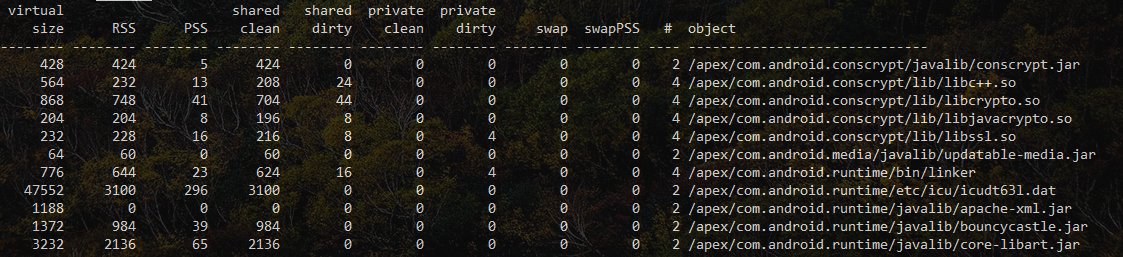 virtual                     shared   shared  private  private
    size      RSS      PSS    clean    dirty    clean    dirty     swap  swapPSS   # object
-------- -------- -------- -------- -------- -------- -------- -------- -------- ---- ------------------------------
     428      424        5      424        0        0        0        0        0    2 /apex/com.android.conscrypt/javalib/conscrypt.jar
     564      232       13      208       24        0        0        0        0    4 /apex/com.android.conscrypt/lib/libc++.so
     868      748       41      704       44        0        0        0        0    4 /apex/com.android.conscrypt/lib/libcrypto.so
     204      204        8      196        8        0        0        0        0    4 /apex/com.android.conscrypt/lib/libjavacrypto.so
     232      228       16      216        8        0        4        0        0    4 /apex/com.android.conscrypt/lib/libssl.so
      64       60        0       60        0        0        0        0        0    2 /apex/com.android.media/javalib/updatable-media.jar
     776      644       23      624       16        0        4        0        0    4 /apex/com.android.runtime/bin/linker
   47552     3100      296     3100        0        0        0        0        0    2 /apex/com.android.runtime/etc/icu/icudt63l.dat
    1188        0        0        0        0        0        0        0        0    2 /apex/com.android.runtime/javalib/apache-xml.jar
    1372      984       39      984        0        0        0        0        0    2 /apex/com.android.runtime/javalib/bouncycastle.jar
    3232     2136       65     2136        0        0        0        0        0    2 /apex/com.android.runtime/javalib/core-libart.jar